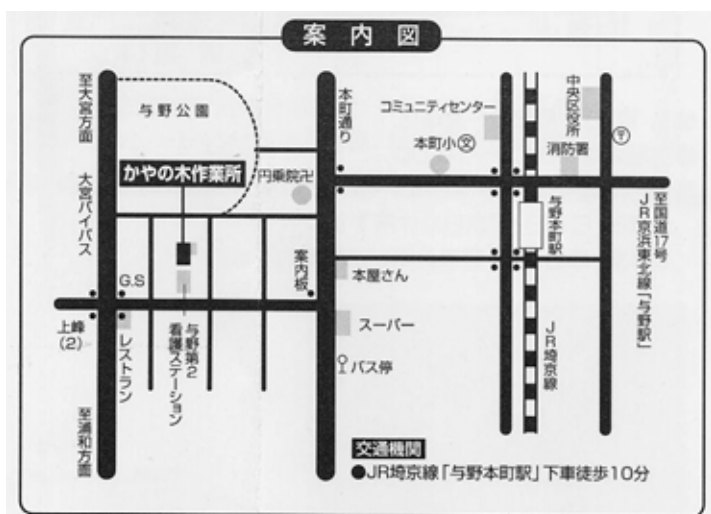 案内図
至大宮方面
与野公園
本町通り
コミュニティセンター
中央区役所
本町小㊛
消防署
〒
かやの木作業所
円乗院卍
大宮バイパス
与野本町駅
至国道17号
JR京浜東北線「与野駅」
案内板
G.S
本屋さん
上峰
(2)
レストラン
与野第2
看護ステーション
スーパー
バス停
JR埼京線
至浦和方面
交通機関
●JR埼京線「与野本町駅」下車徒歩10分